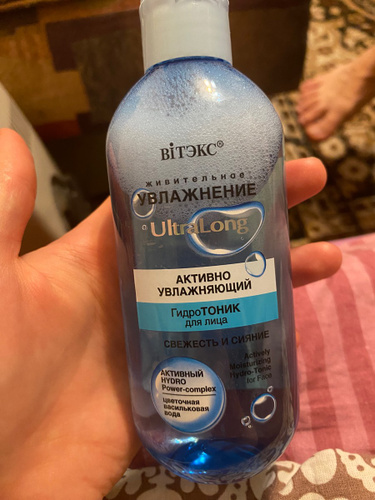 ВІТЭКС®
живительное
УВЛАЖНЕНИЕ
UltraLong
АКТИВНО
УВЛАЖНЯЮЩИЙ
ГидроТОНИК
для лица
СВЕЖЕСТЬ И СИЯНИЕ
Actively
Moisturizing
Hydro-Tonic
for Face
АКТИВНЫЙ
HYDRO
Power-complex
цветочная
васильковая
вода